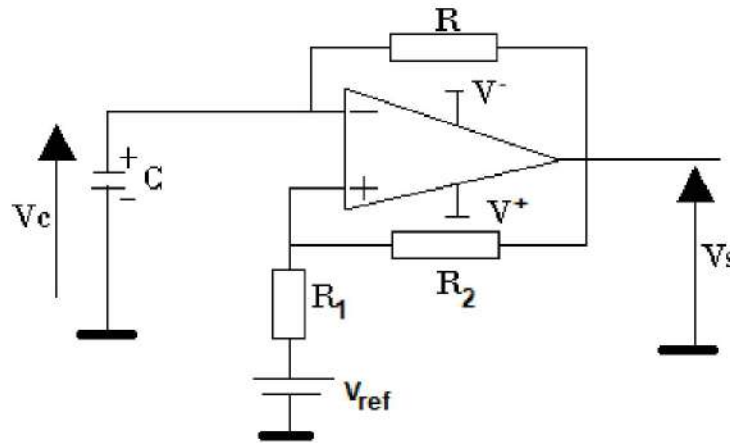 R
V-
+
C
-
Vc
-
+
V+
R2
Vs
R1
Vref